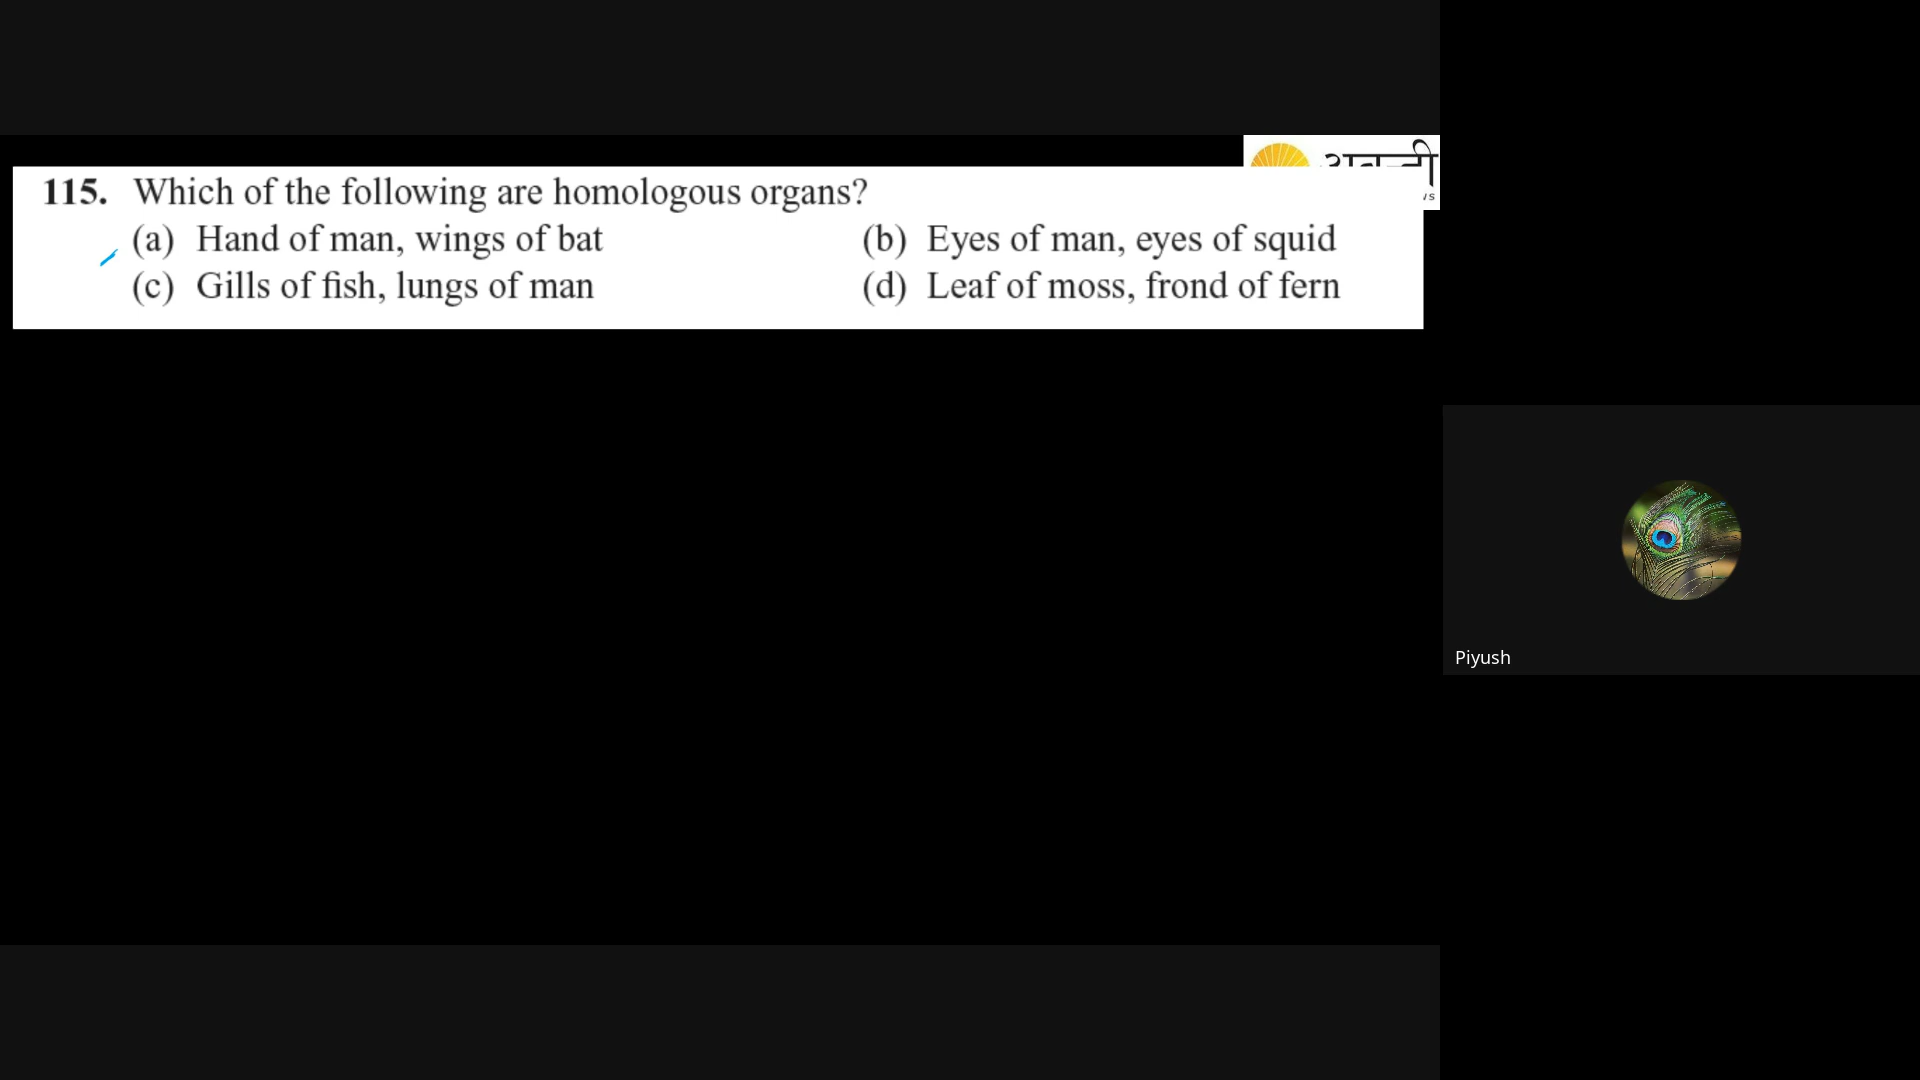 115. Which of the following are homologous organs?
(a) Hand of man, wings of bat (b) Eyes of man, eyes of squid
(c) Gills of fish, lungs of man (d) Leaf of moss, frond of fern
Piyush